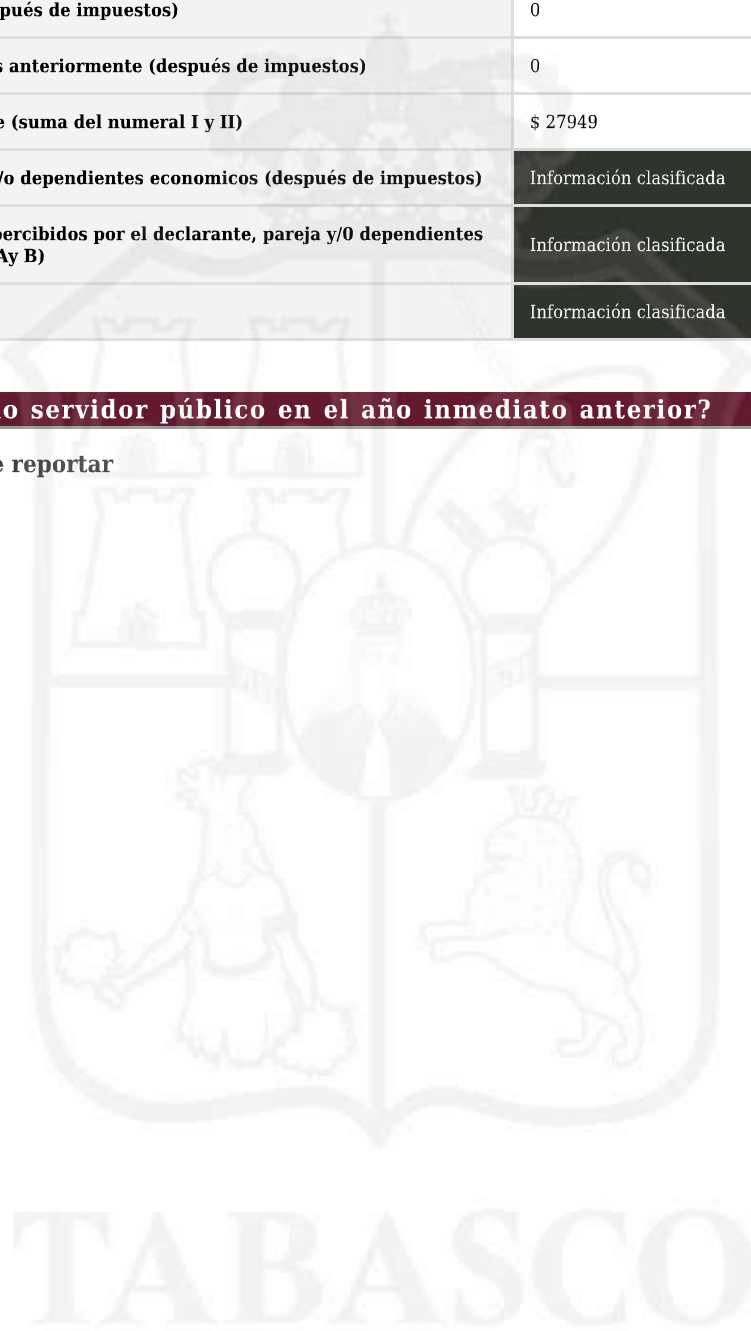 pués de impuestos)
0
s anteriormente (después de impuestos)
0
e (suma del numeral I y II)
$ 27949
/o dependientes economicos (después de impuestos)
Información clasificada
percibidos por el declarante, pareja y/0 dependientes
Ay B)
Información clasificada
Información clasificada
o servidor público en el año inmediato anterior?
e reportar
TABASCO